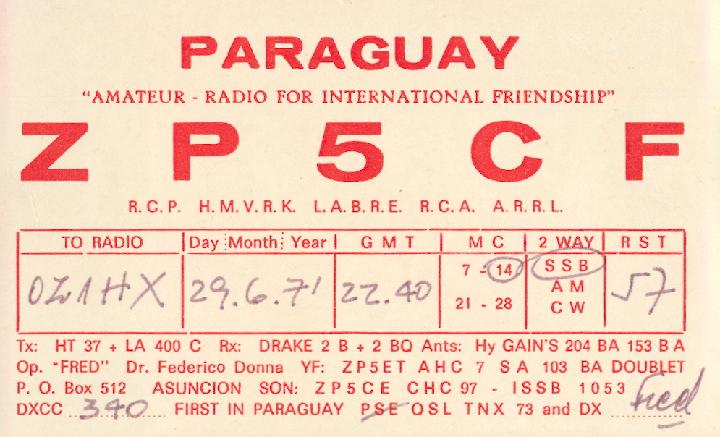 PARAGUAY
"AMATEUR - RADIO FOR INTERNATIONAL FRIENDSHIP"
ZP5CF
R.C.P. H.M.V.R.K. L.A.B.R.E. R.C.A. A.R.R.L.
TO RADIO Day Month Year GMT MC 2 WAY RST
OZ1HX 29.6.71 22.40 7 - 14 21 - 28 SSB AM CW 57
Tx: HT 37 + LA 400 C Rx: DRAKE 2 B + 2 BQ Ants: Hy GAIN'S 204 BA 153 BA
Op. "FRED" Dr. Federico Donna YF: ZP5ET AHC 7 SA 103 BA DOUBLET
P. O. Box 512 ASUNCION SON: ZP5CE CHC 97 - ISSB 1053
DXCC 340 FIRST IN PARAGUAY PSE QSL TNX 73 and DX Fred